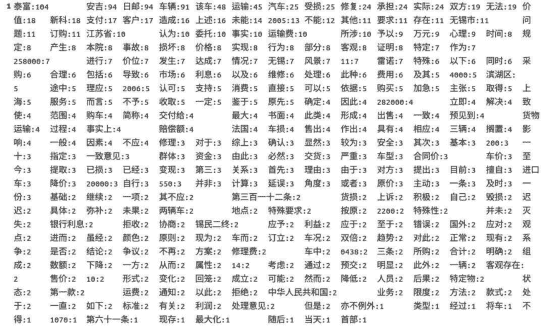 1 泰富:104 安吉:94 日邮:94 车辆:91 该车:48 运输:45 汽车:25 受损:25 修复:24 承担:24 实际:24 双方:19 无法:19 价
值:18 新科:18 支付:17 客户:17 造成:16 上述:16 未能:14 2005:13 不能:12 其他:11 要求:11 存在:11 无锡市:11 问
题:11 商品车:11 江苏省:10 认为:10 委托:10 事实:10 运输费:10 所涉:10 予以:9 万元:9 心理:9 时间:8 规
定:8 产生:8 本院:8 事故:8 损坏:8 价格:8 实现:8 行为:8 部分:8 客观:8 证明:8 特定:7 作为:7
258000:7 进行:7 价位:7 发生:7 达成:7 情况:7 无锡:7 风景:7 11:7 雷诺:7 特殊:6 以下:6 同时:6 采
购:6 合理:6 包括:6 导致:6 市场:6 利息:6 以及:6 维修:6 处理:6 此种:6 费用:6 及其:5 4000:5 滨湖区:
5 途中:5 理应:5 2006:5 认可:5 支持:5 消费:5 直接:5 可以:5 依据:5 购买:5 加急:5 主张:5 取得:5 上
海:5 服务:5 而言:5 不予:5 收取:5 一定:5 鉴于:5 原先:5 确定:4 因此:4 282000:4 立即:4 解决:4 致
使:4 范围:4 购车:4 简称:4 交付给:4 最大:4 书面:4 此类:4 形成:4 出售:4 一致:4 预见到:4 货物
运输:4 过程:4 事实上:4 赔偿额:4 法国:4 车损:4 售出:4 作出:4 具有:4 相应:4 三辆:4 搁置:4 影
响:4 一般:4 因素:4 不应:4 修理:3 对于:3 综上:3 确认:3 显然:3 较为:3 安全:3 其次:3 基本:3 200:3 一
十:3 指定:3 一致意见:3 群体:3 资金:3 由此:3 必然:3 交货:3 严重:3 车型:3 合同价:3 车价:3 至
今:3 提取:3 已损:3 已经:3 变现:3 第三:3 关系:3 首先:3 理由:3 由于:3 对方:3 提出:3 目前:3 擅自:3 进口
车:3 降价:3 20000:3 自行:3 550:3 并非:3 计算:3 延误:3 角度:3 或者:3 原价:3 主动:3 一条:3 及时:3 一
份:3 基础:2 继续:2 一项:2 其不应:2 第三百一十二条:2 货损:2 上诉:2 积极:2 自己:2 毁损:2 迟
迟:2 具体:2 弥补:2 未果:2 两辆车:2 地点:2 特殊要求:2 按原:2 2200:2 特殊性:2 并未:2 灭
失:2 银行利息:2 拒收:2 协商:2 锡民二终:2 应予:2 利益:2 应于:2 至于:2 错误:2 国外:2 应对:2 观
点:2 进而:2 虽经:2 颜色:2 原则:2 现为:2 车而:2 订立:2 车况:2 双倍:2 趋势:2 对此:2 正常:2 现有:2 系
争:2 是否:2 结论:2 争议:2 不再:2 方案:2 修理费:2 车中:2 0438:2 三条:2 所购:2 合计:2 明确:2 组
成:2 数额:2 下降:2 一方:2 从而:2 属性:2 14:2 考虑:2 通过:2 预交:2 明显:2 此外:2 一辆:2 客观存在:
2 售价:2 10:2 形式:2 变化:2 回笼:2 成立:2 可能:2 然而:2 降低:2 人员:2 后果:2 特定物:2 状
态:2 第一款:2 运费:2 通知:2 以此:2 拒绝:2 中华人民共和国:2 业务:2 限度:2 方法:2 款式:2 处
于:2 一直:2 如下:2 标准:2 有关:2 利润:2 处理意见:2 但是:2 亦不例外:1 类型:1 经过:1 将车:1 不
得:1 1070:1 第六十一条:1 现存:1 最大化:1 随后:1 当天:1 首部:1